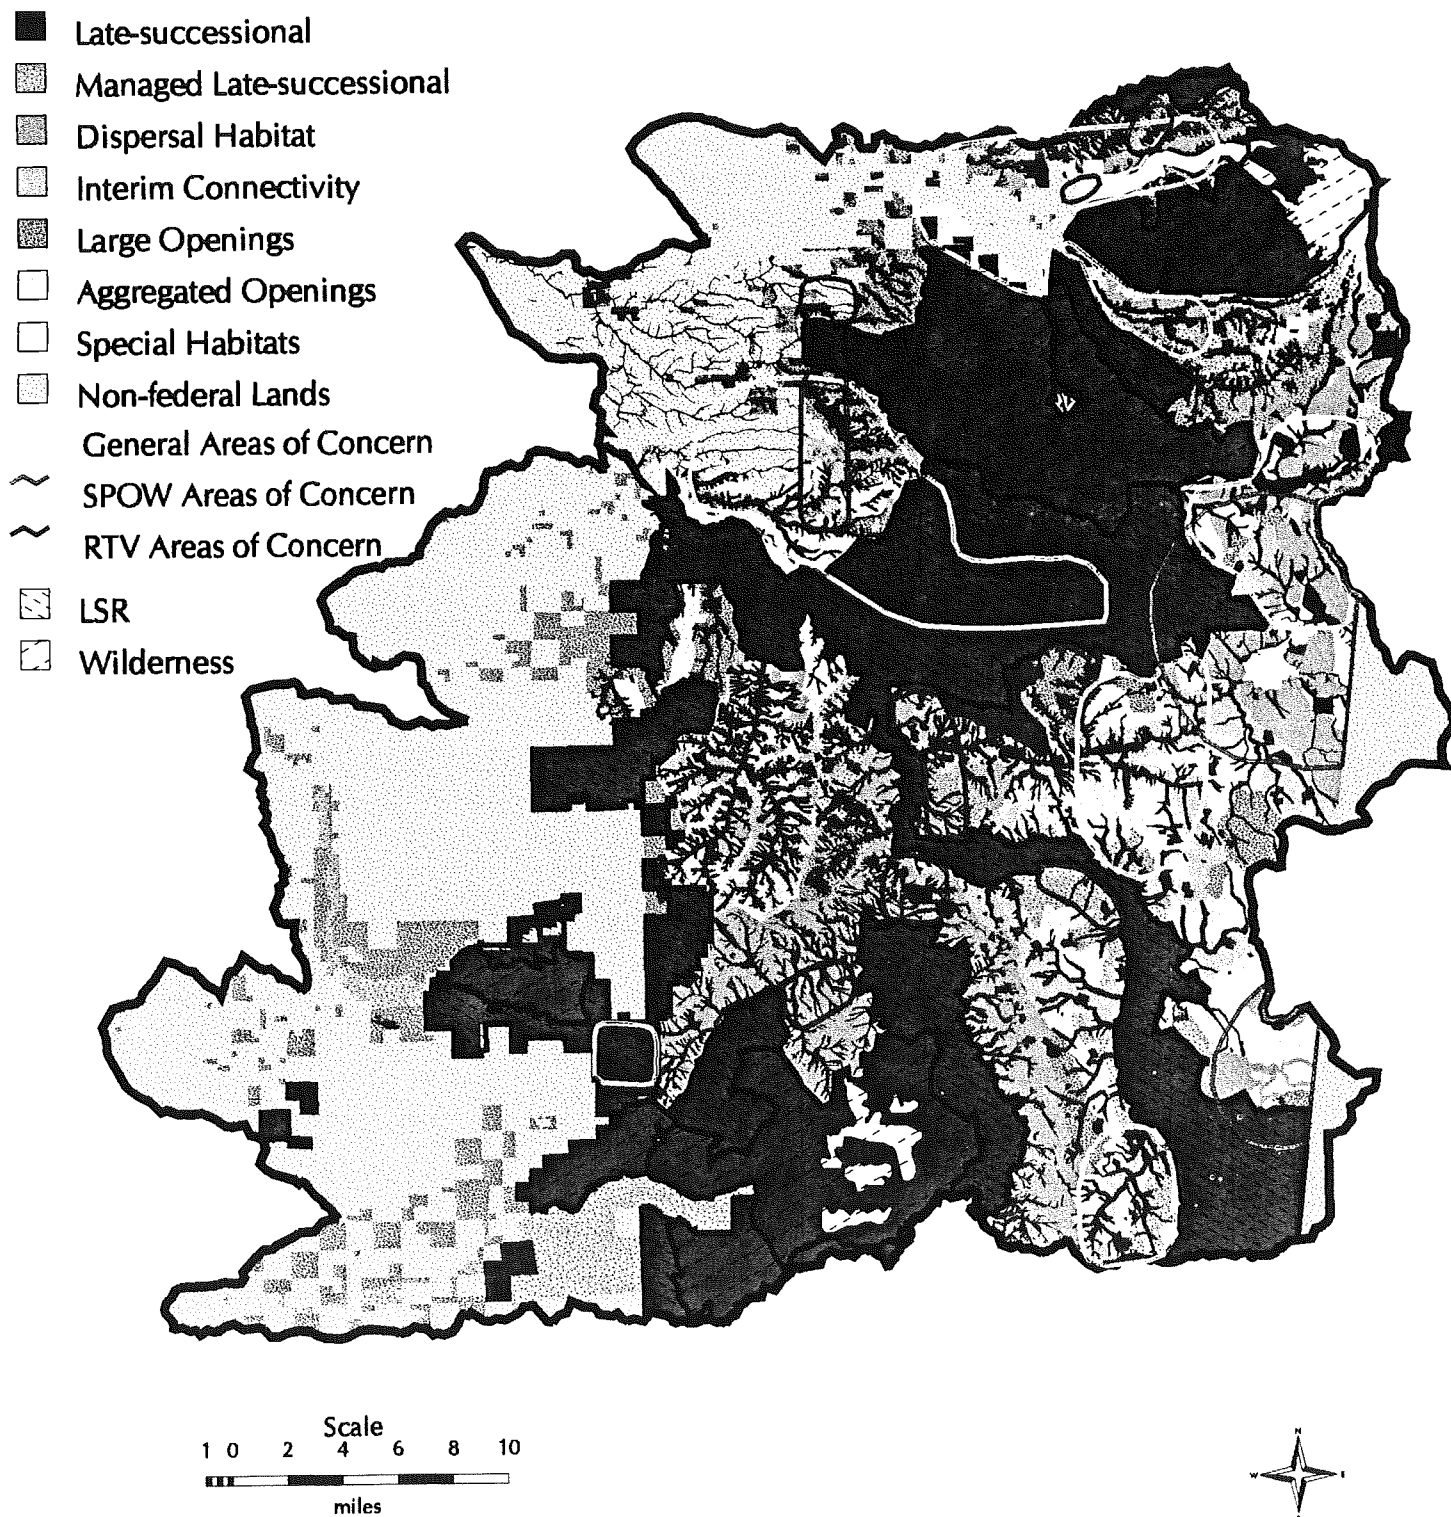 Late-successional
Managed Late-successional
Dispersal Habitat
Interim Connectivity
Large Openings
Aggregated Openings
Special Habitats
Non-federal Lands
General Areas of Concern
SPOW Areas of Concern
RTV Areas of Concern
LSR
Wilderness
Scale
1 0 2 4 6 8 10
miles
N
W E
S